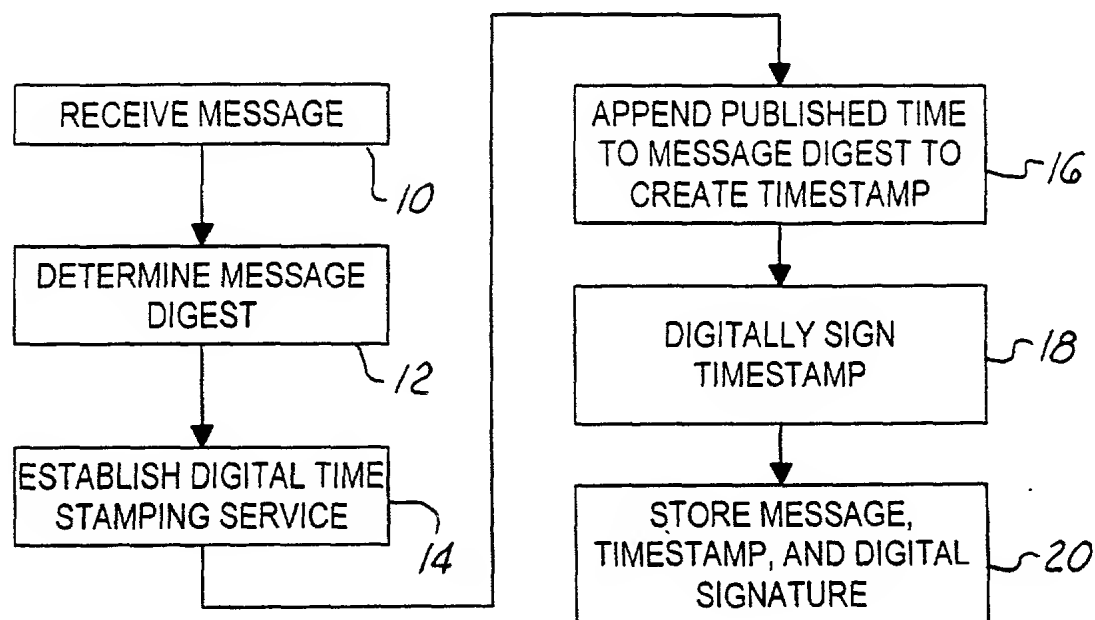 RECEIVE MESSAGE
10
DETERMINE MESSAGE
DIGEST
12
ESTABLISH DIGITAL TIME
STAMPING SERVICE
14
APPEND PUBLISHED TIME
TO MESSAGE DIGEST TO
CREATE TIMESTAMP
16
DIGITALLY SIGN
TIMESTAMP
18
STORE MESSAGE,
TIMESTAMP, AND DIGITAL
SIGNATURE
20